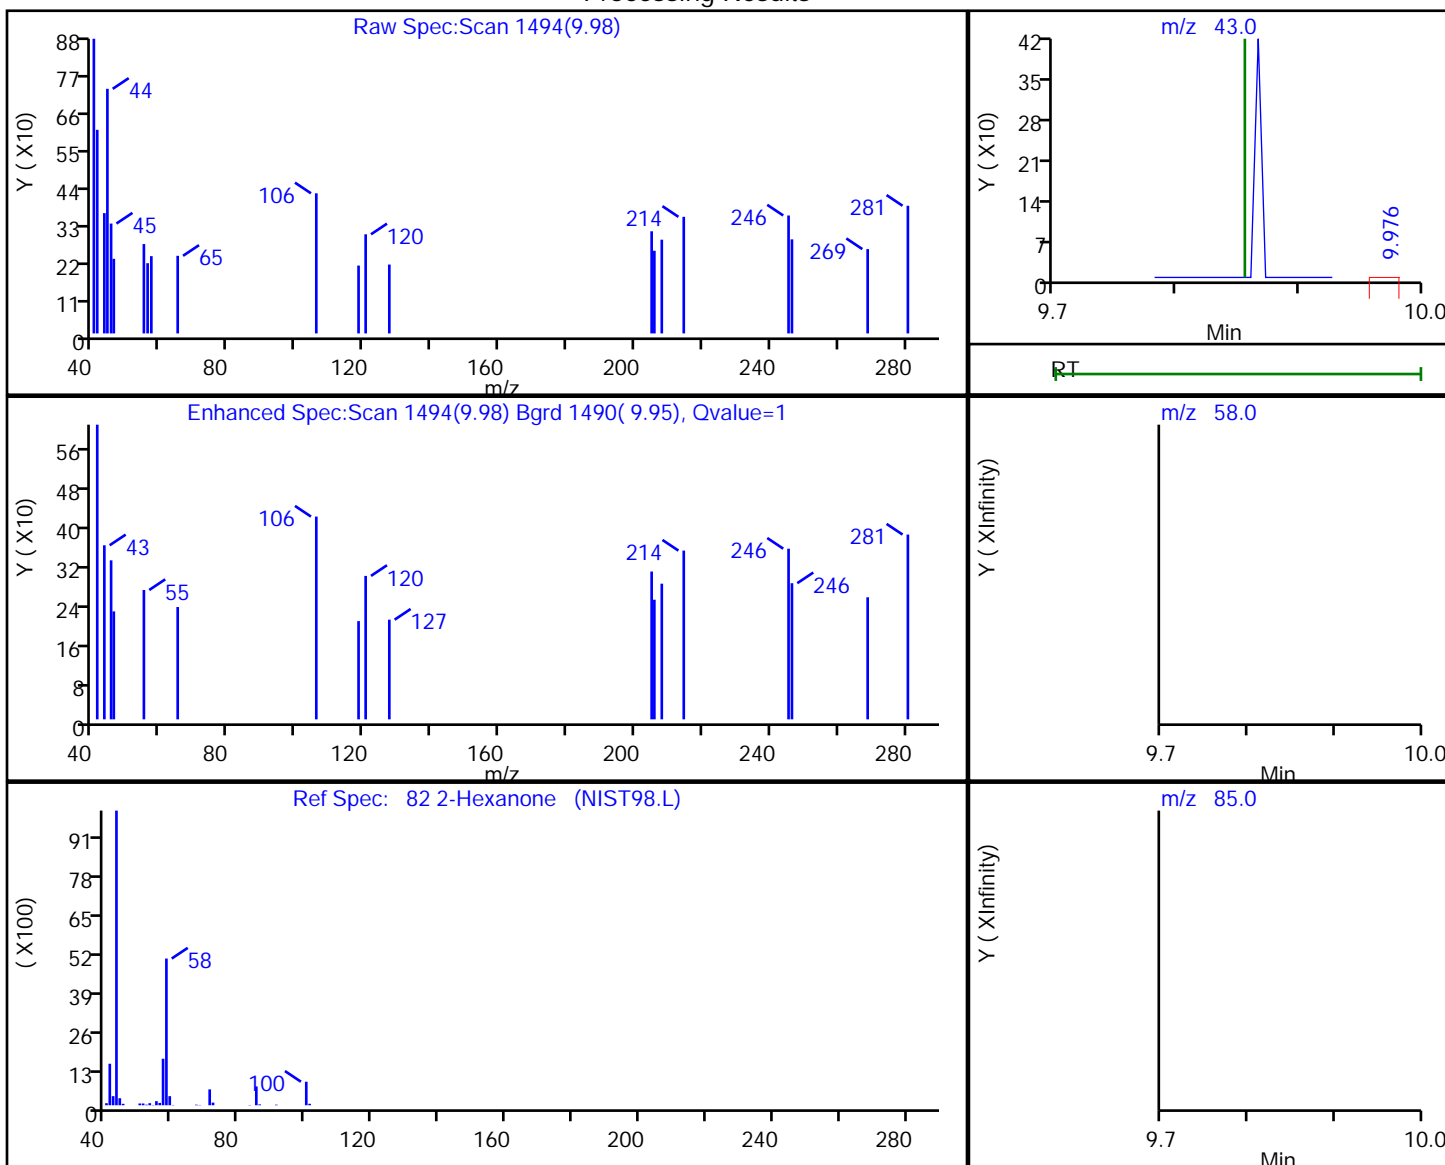 Processing Results
Raw Spec:Scan 1494(9.98)
Y ( X10)
88
77
66
55
44
33
22
11
0
44
45
65
106
120
214
246
269
281
40 80 120 160 200 240 280
m/z
m/z 43.0
Y ( X10)
42
35
28
21
14
7
0
9.976
9.7 10.0
Min
RT
Enhanced Spec:Scan 1494(9.98) Bgrd 1490( 9.95), Qvalue=1
Y ( X10)
56
48
40
32
24
16
8
0
43
55
106
120
127
214
246
246
281
40 80 120 160 200 240 280
m/z
m/z 58.0
Y ( XInfinity)
9.7 10.0
Min
Ref Spec: 82 2-Hexanone (NIST98.L)
( X100)
91
78
65
52
39
26
13
0
58
100
40 80 120 160 200 240 280
m/z 85.0
Y ( XInfinity)
9.7 10.0
Min